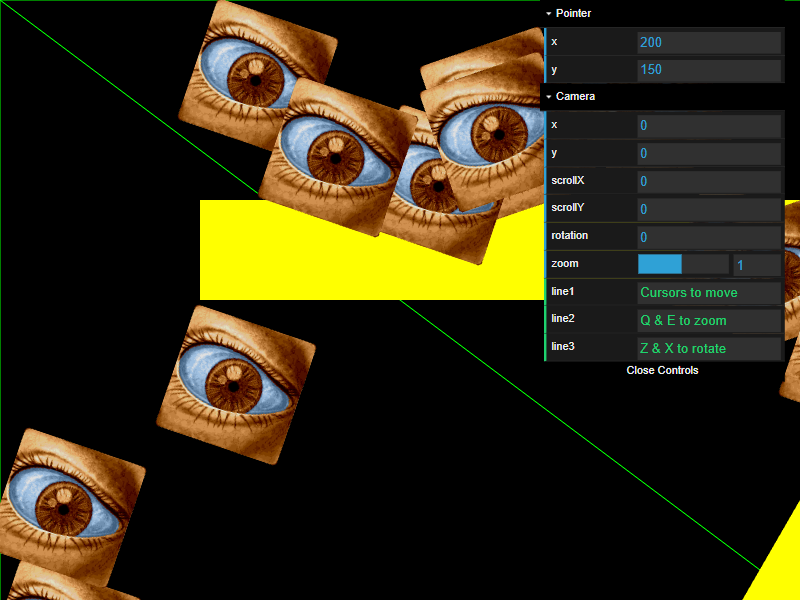 Pointer
x 200
y 150
Camera
x 0
y 0
scrollX 0
scrollY 0
rotation 0
zoom 1
line1 Cursors to move
line2 Q & E to zoom
line3 Z & X to rotate
Close Controls